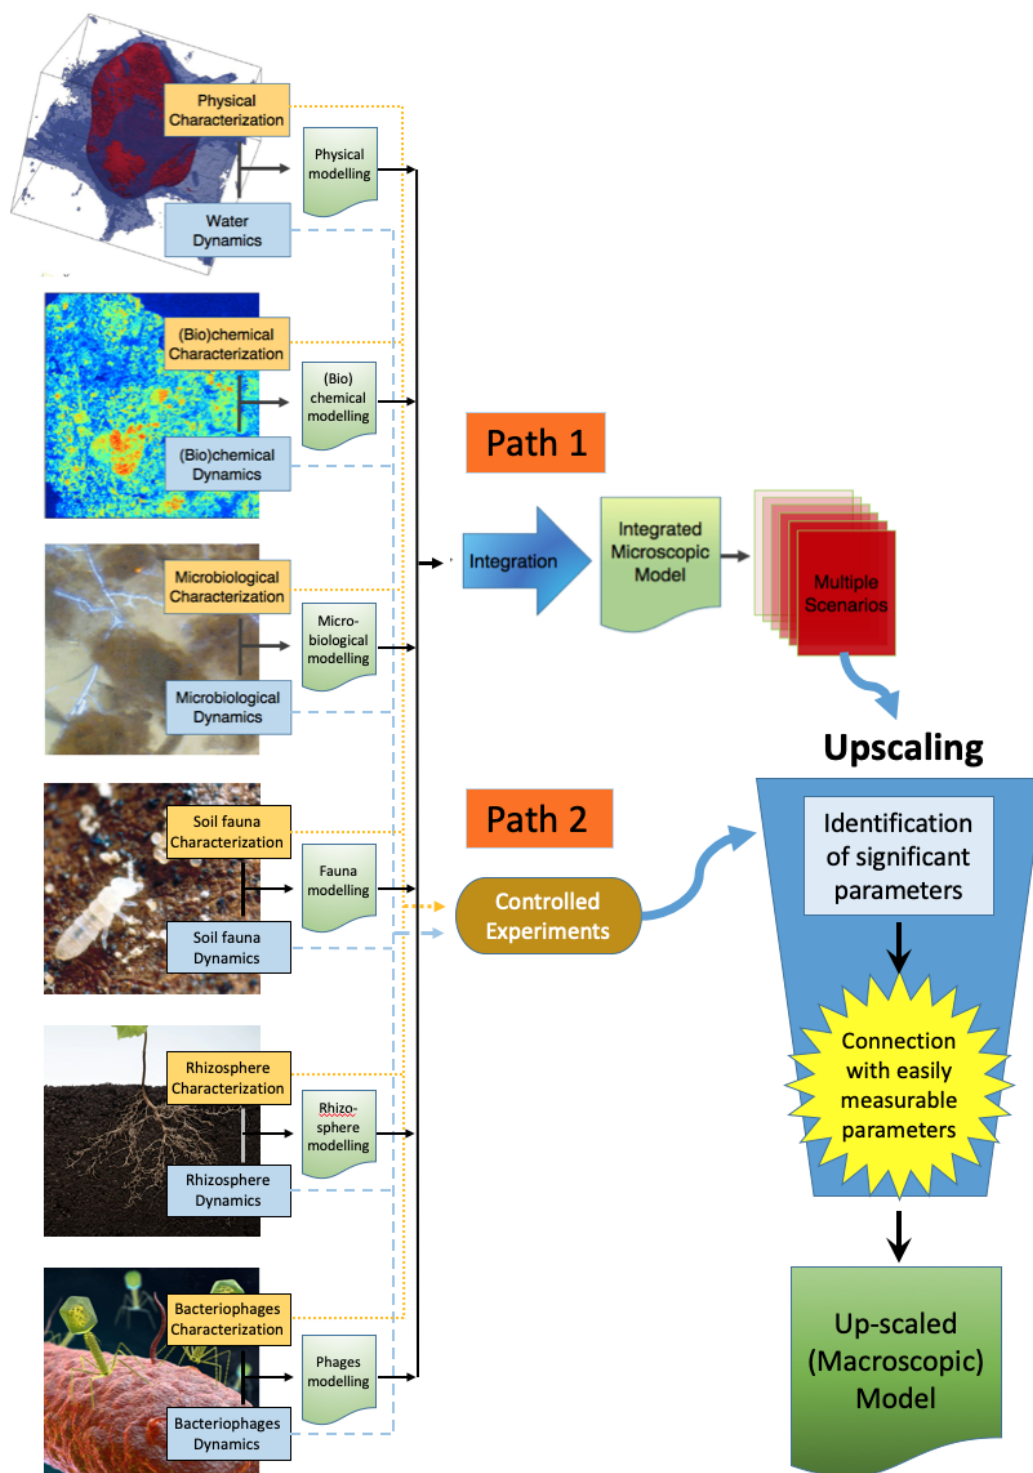 Physical
Characterization
Physical
modelling
Water
Dynamics
(Bio)chemical
Characterization
(Bio)
chemical
modelling
(Bio)chemical
Dynamics
Microbiological
Characterization
Micro-
biological
modelling
Microbiological
Dynamics
Soil fauna
Characterization
Fauna
modelling
Soil fauna
Dynamics
Rhizosphere
Characterization
Rhizo-
sphere
modelling
Rhizosphere
Dynamics
Bacteriophages
Characterization
Phages
modelling
Bacteriophages
Dynamics
Path 1
Integration
Integrated
Microscopic
Model
Multiple
Scenarios
Path 2
Controlled
Experiments
Upscaling
Identification
of significant
parameters
Connection
with easily
measurable
parameters
Up-scaled
(Macroscopic)
Model